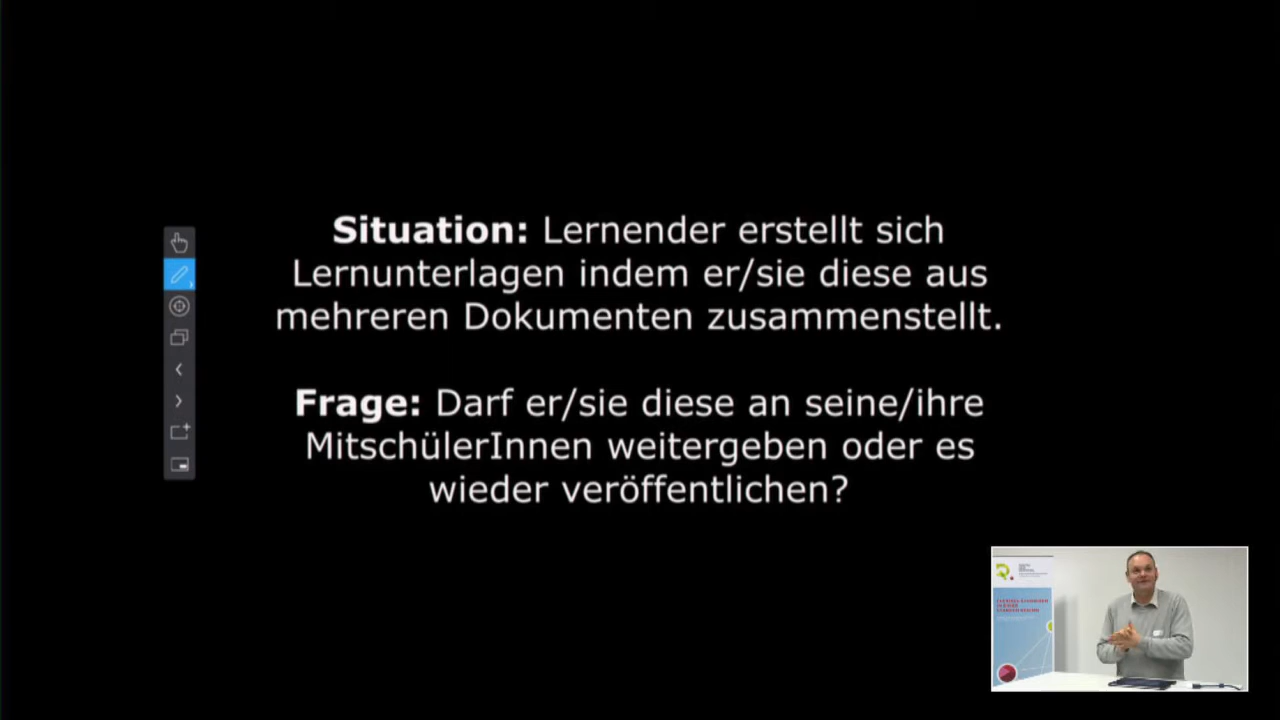 Situation: Lernender erstellt sich
Lernunterlagen indem er/sie diese aus
mehreren Dokumenten zusammenstellt.
Frage: Darf er/sie diese an seine/ihre
MitschülerInnen weitergeben oder es
wieder veröffentlichen?